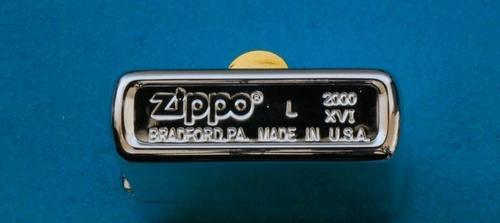 Zippo® L 2000
XVI
BRADFORD.PA. MADE IN U.S.A.